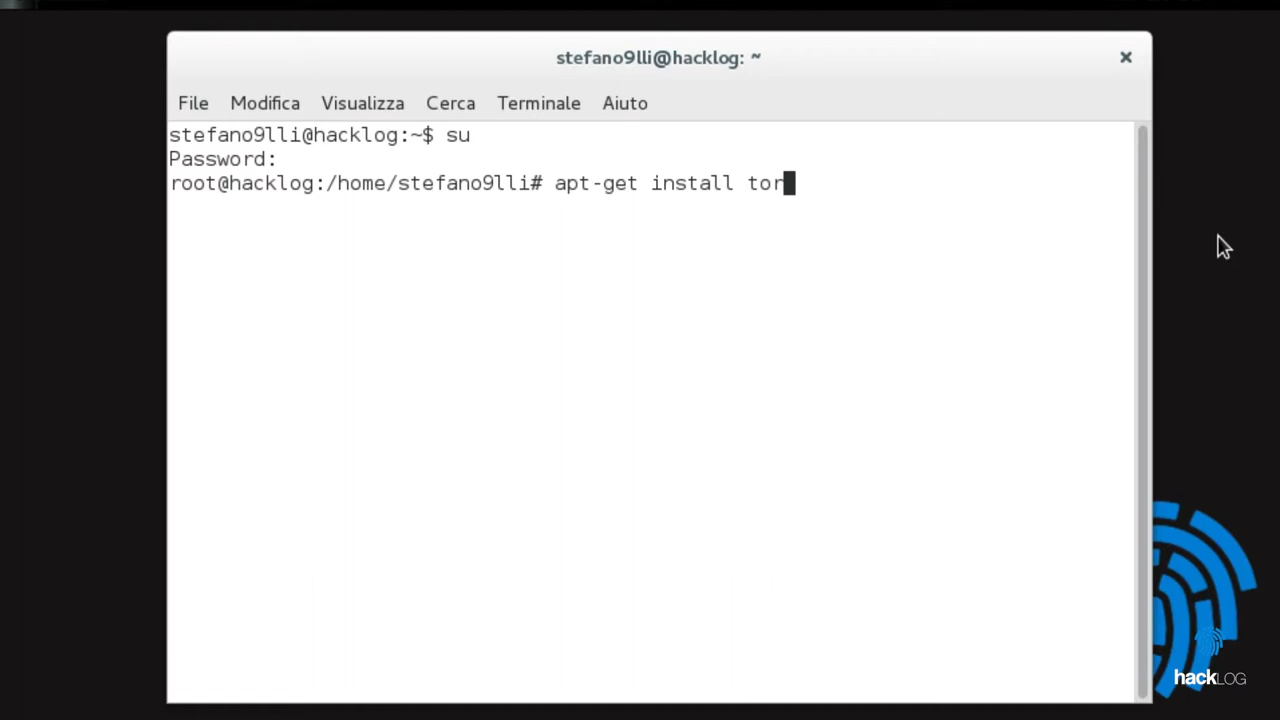 stefano9lli@hacklog: ~
File Modifica Visualizza Cerca Terminale Aiuto
stefano9lli@hacklog:~$ su
Password:
root@hacklog:/home/stefano9lli# apt-get install tor
hackLOG